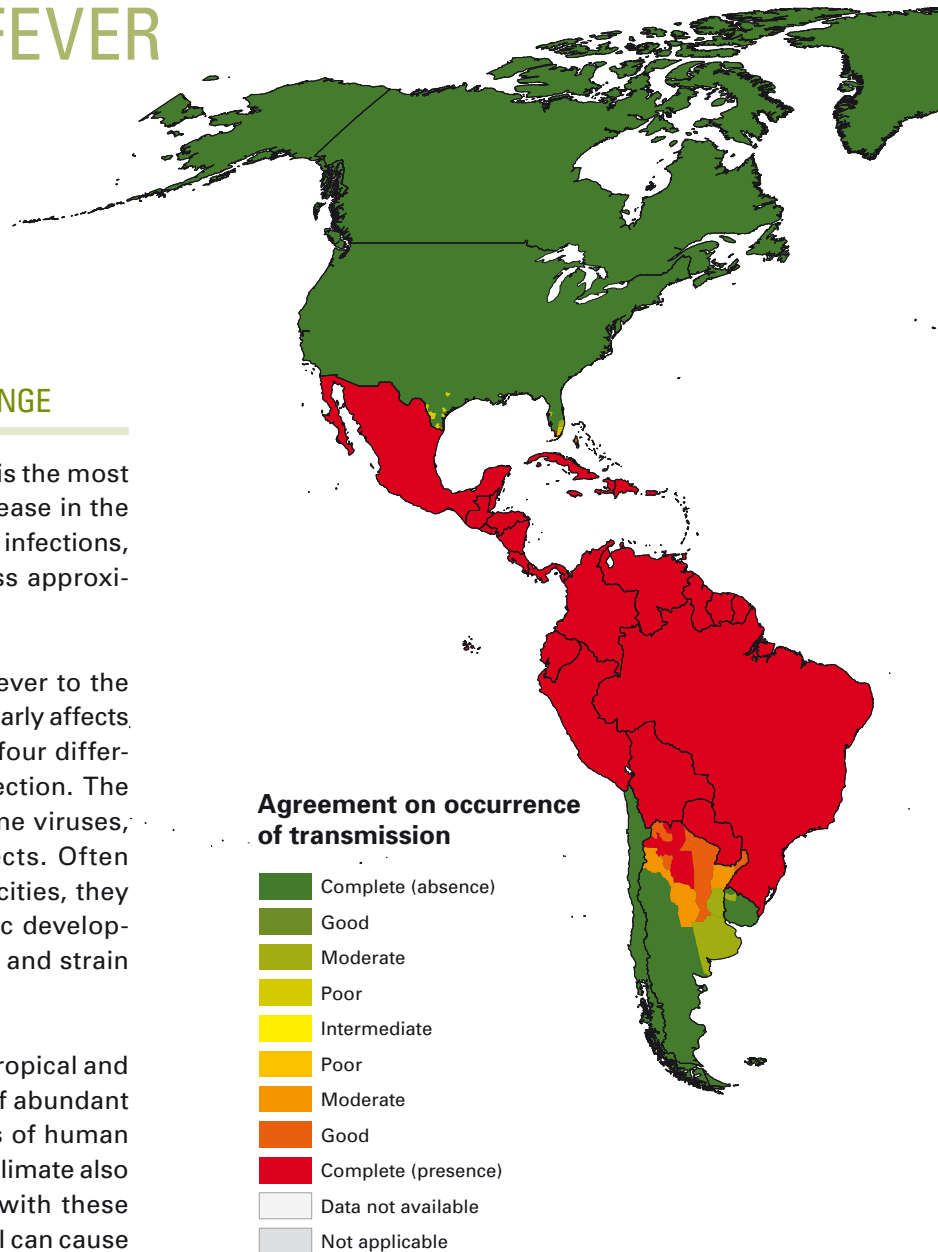 FEVER
NGE
is the most
ease in the
infections,
ss approxi-
ever to the
arly affects
four differ-
ection. The
ne viruses,
ects. Often
cities, they
c develop-
and strain
ropical and
f abundant
s of human
limate also
with these
l can cause
Agreement on occurrence
of transmission
Complete (absence)
Good
Moderate
Poor
Intermediate
Poor
Moderate
Good
Complete (presence)
Data not available
Not applicable